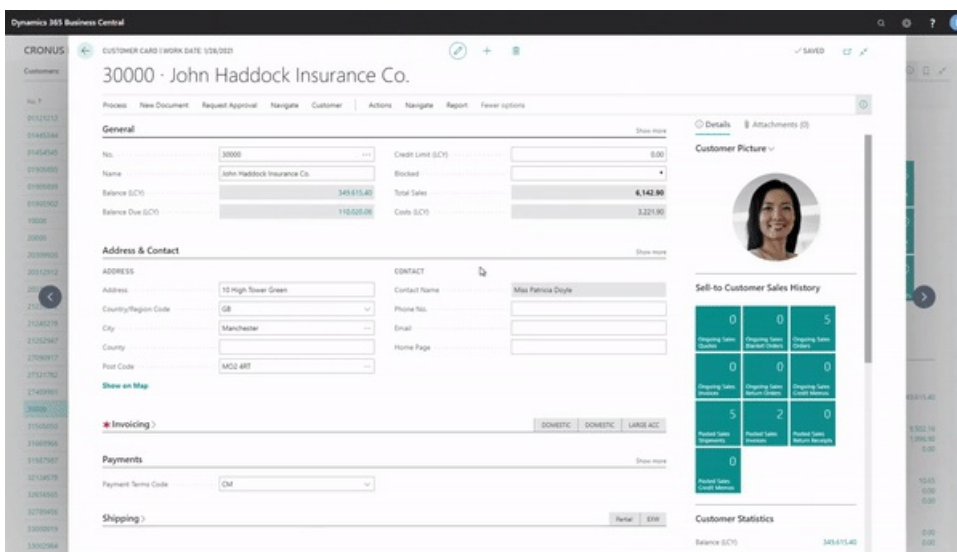 Dynamics 365 Business Central
CRONUS
CUSTOMER CARD | WORK DATE: 1/28/2021
SAVED
Customers:
30000 · John Haddock Insurance Co.
No. ↑
Process New Document Request Approval Navigate Customer Actions Navigate Report Fewer options
General
Show more
No.
30000
Name
John Haddock Insurance Co.
Balance (LCY)
349,615.40
Balance Due (LCY)
110,020.06
Credit Limit (LCY)
0.00
Blocked
Total Sales
6,142.90
Costs (LCY)
3,221.90
Address & Contact
Show more
ADDRESS
Address
10 High Tower Green
Country/Region Code
GB
City
Manchester
County
Post Code
MO2 4RT
Show on Map
CONTACT
Contact Name
Miss Patricia Doyle
Phone No.
Email
Home Page
Invoicing
DOMESTIC DOMESTIC LARGE ACC
Payments
Show more
Payment Terms Code
CM
Shipping
Partial EXW
Details Attachments (0)
Customer Picture
Sell-to Customer Sales History
0
Ongoing Sales
Quotes
0
Ongoing Sales
Blanket Orders
5
Ongoing Sales
Orders
0
Ongoing Sales
Invoices
0
Ongoing Sales
Return Orders
0
Ongoing Sales
Credit Memos
5
Posted Sales
Shipments
2
Posted Sales
Invoices
0
Posted Sales
Return Receipts
0
Posted Sales
Credit Memos
Customer Statistics
Balance (LCY)
349,615.40